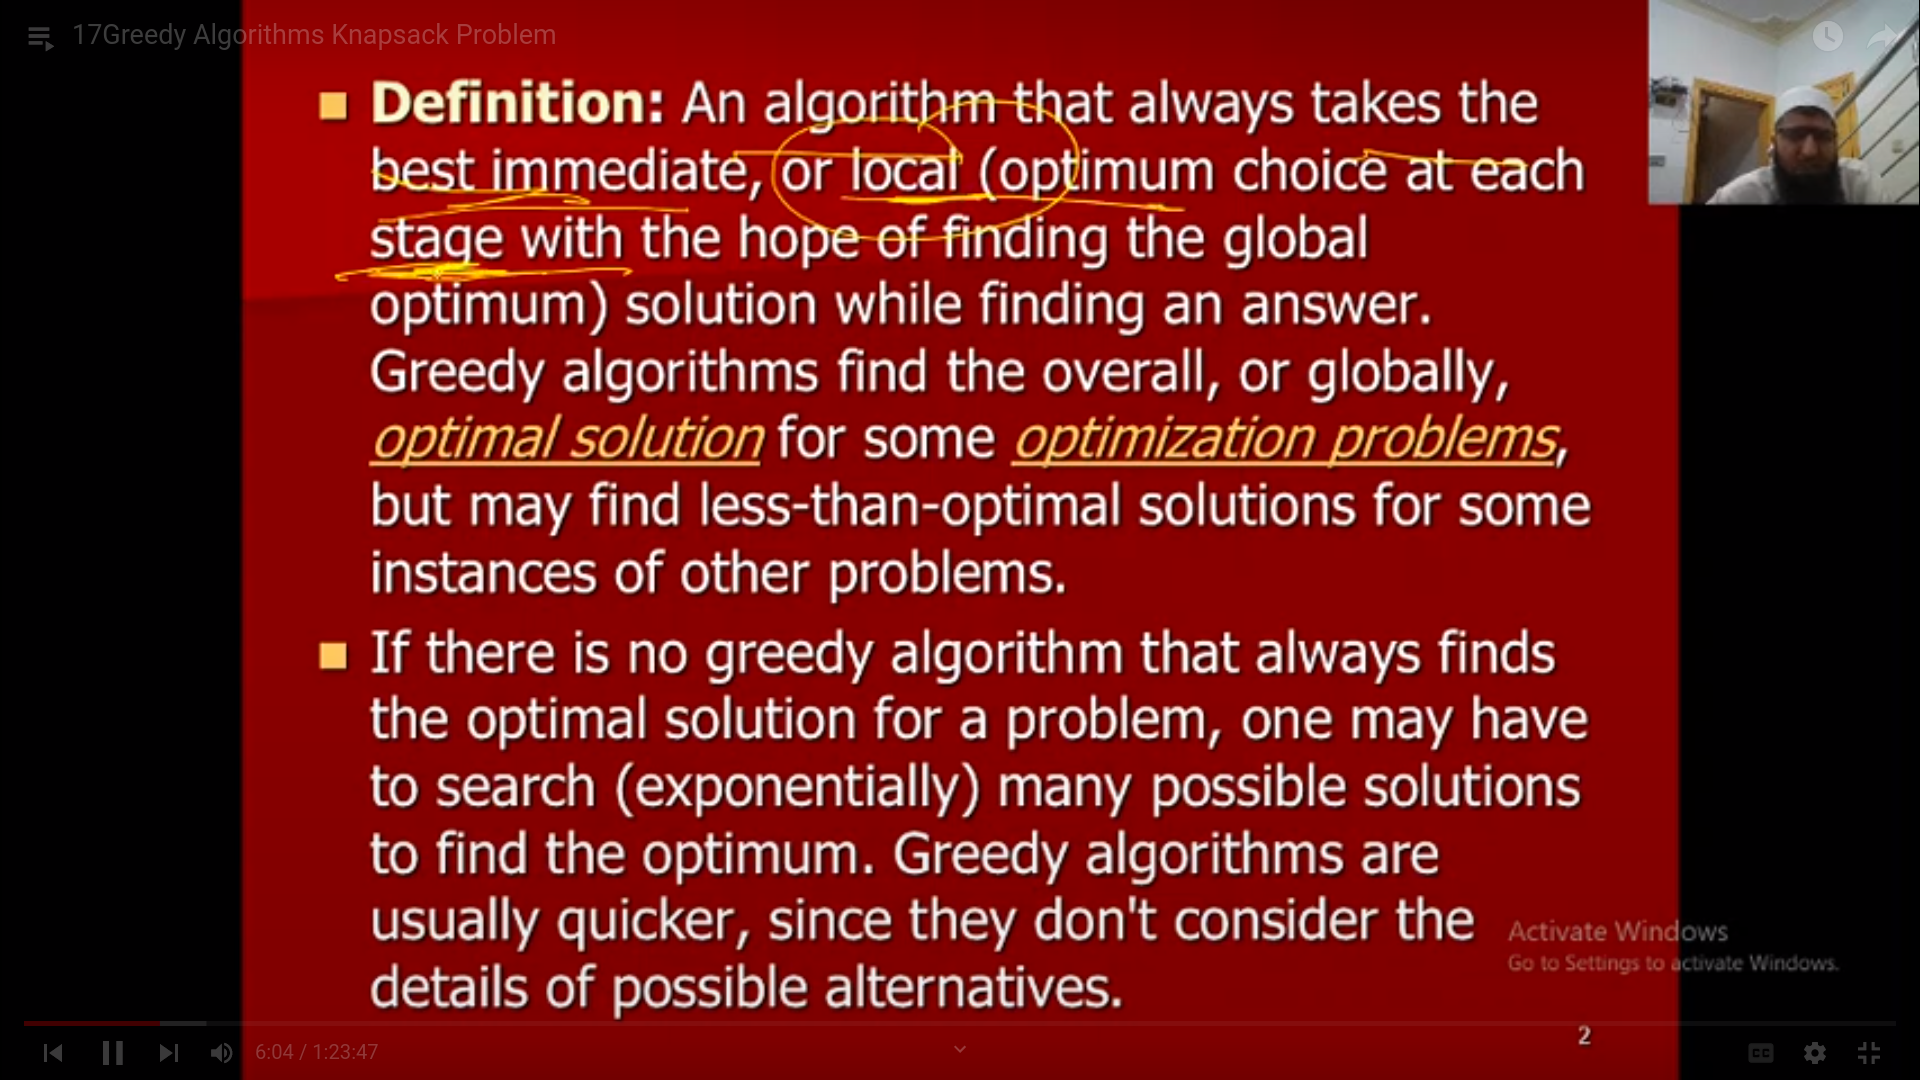 17Greedy Algorithms Knapsack Problem
Definition: An algorithm that always takes the
best immediate, or local (optimum choice at each
stage with the hope of finding the global
optimum) solution while finding an answer.
Greedy algorithms find the overall, or globally,
optimal solution for some optimization problems,
but may find less-than-optimal solutions for some
instances of other problems.
If there is no greedy algorithm that always finds
the optimal solution for a problem, one may have
to search (exponentially) many possible solutions
to find the optimum. Greedy algorithms are
usually quicker, since they don't consider the
details of possible alternatives.
Activate Windows
Go to Settings to activate Windows.
2
6:04 / 1:23:47
CC